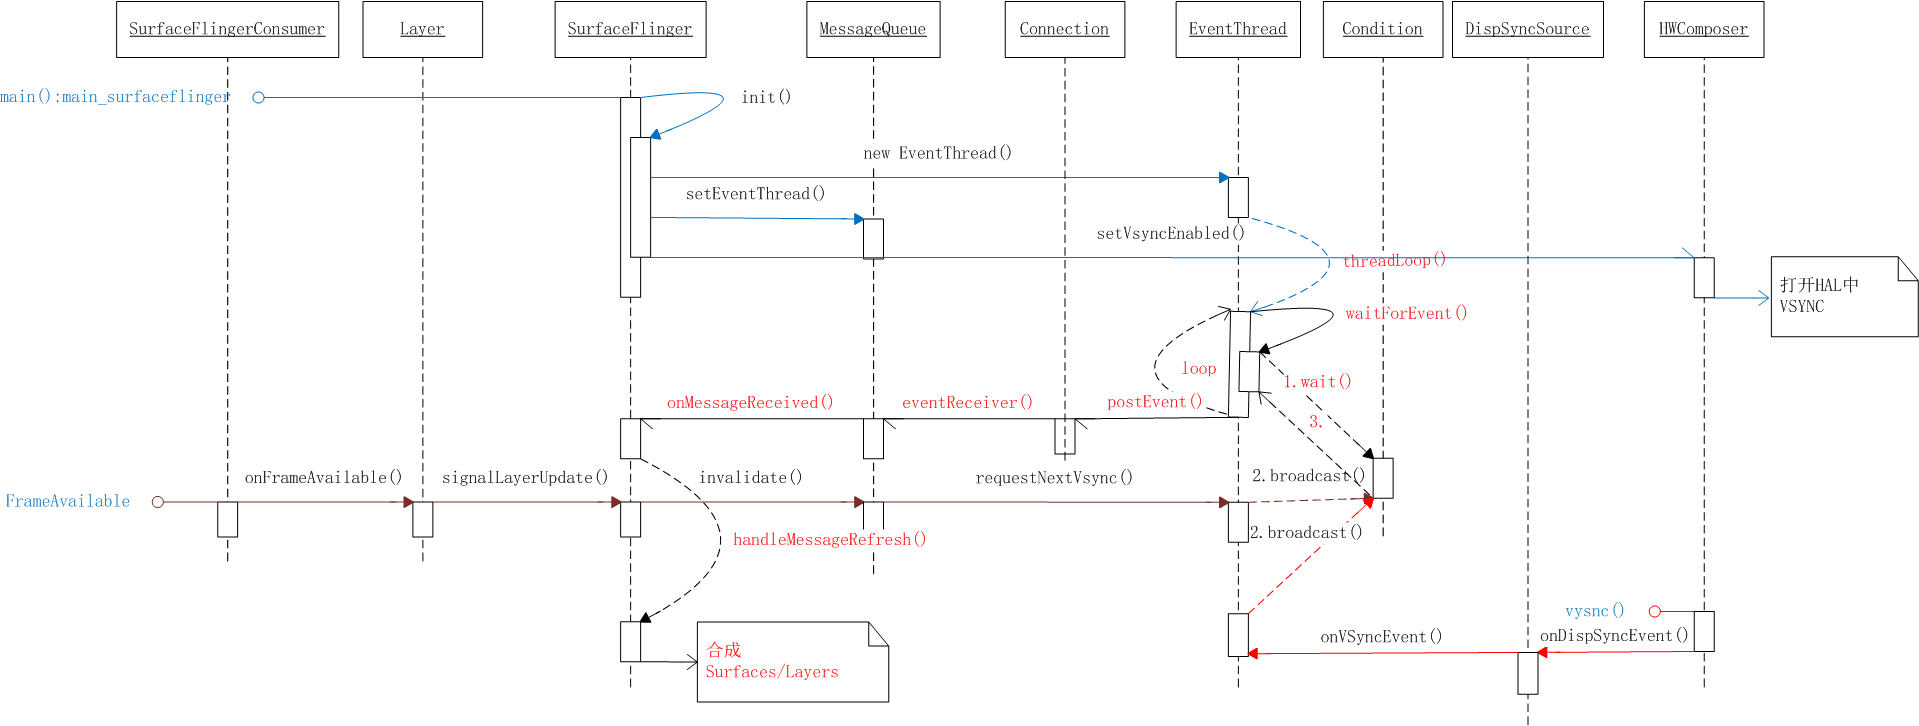 SurfaceFlingerConsumer
Layer
SurfaceFlinger
MessageQueue
Connection
EventThread
Condition
DispSyncSource
HWComposer
main():main_surfaceflinger
init()
new EventThread()
setEventThread()
setVsyncEnabled()
threadLoop()
打开HAL中
VSYNC
waitForEvent()
loop
1.wait()
onMessageReceived()
eventReceiver()
postEvent()
3.
onFrameAvailable()
signalLayerUpdate()
invalidate()
requestNextVsync()
2.broadcast()
FrameAvailable
2.broadcast()
handleMessageRefresh()
vysnc()
onVSyncEvent()
onDispSyncEvent()
合成
Surfaces/Layers